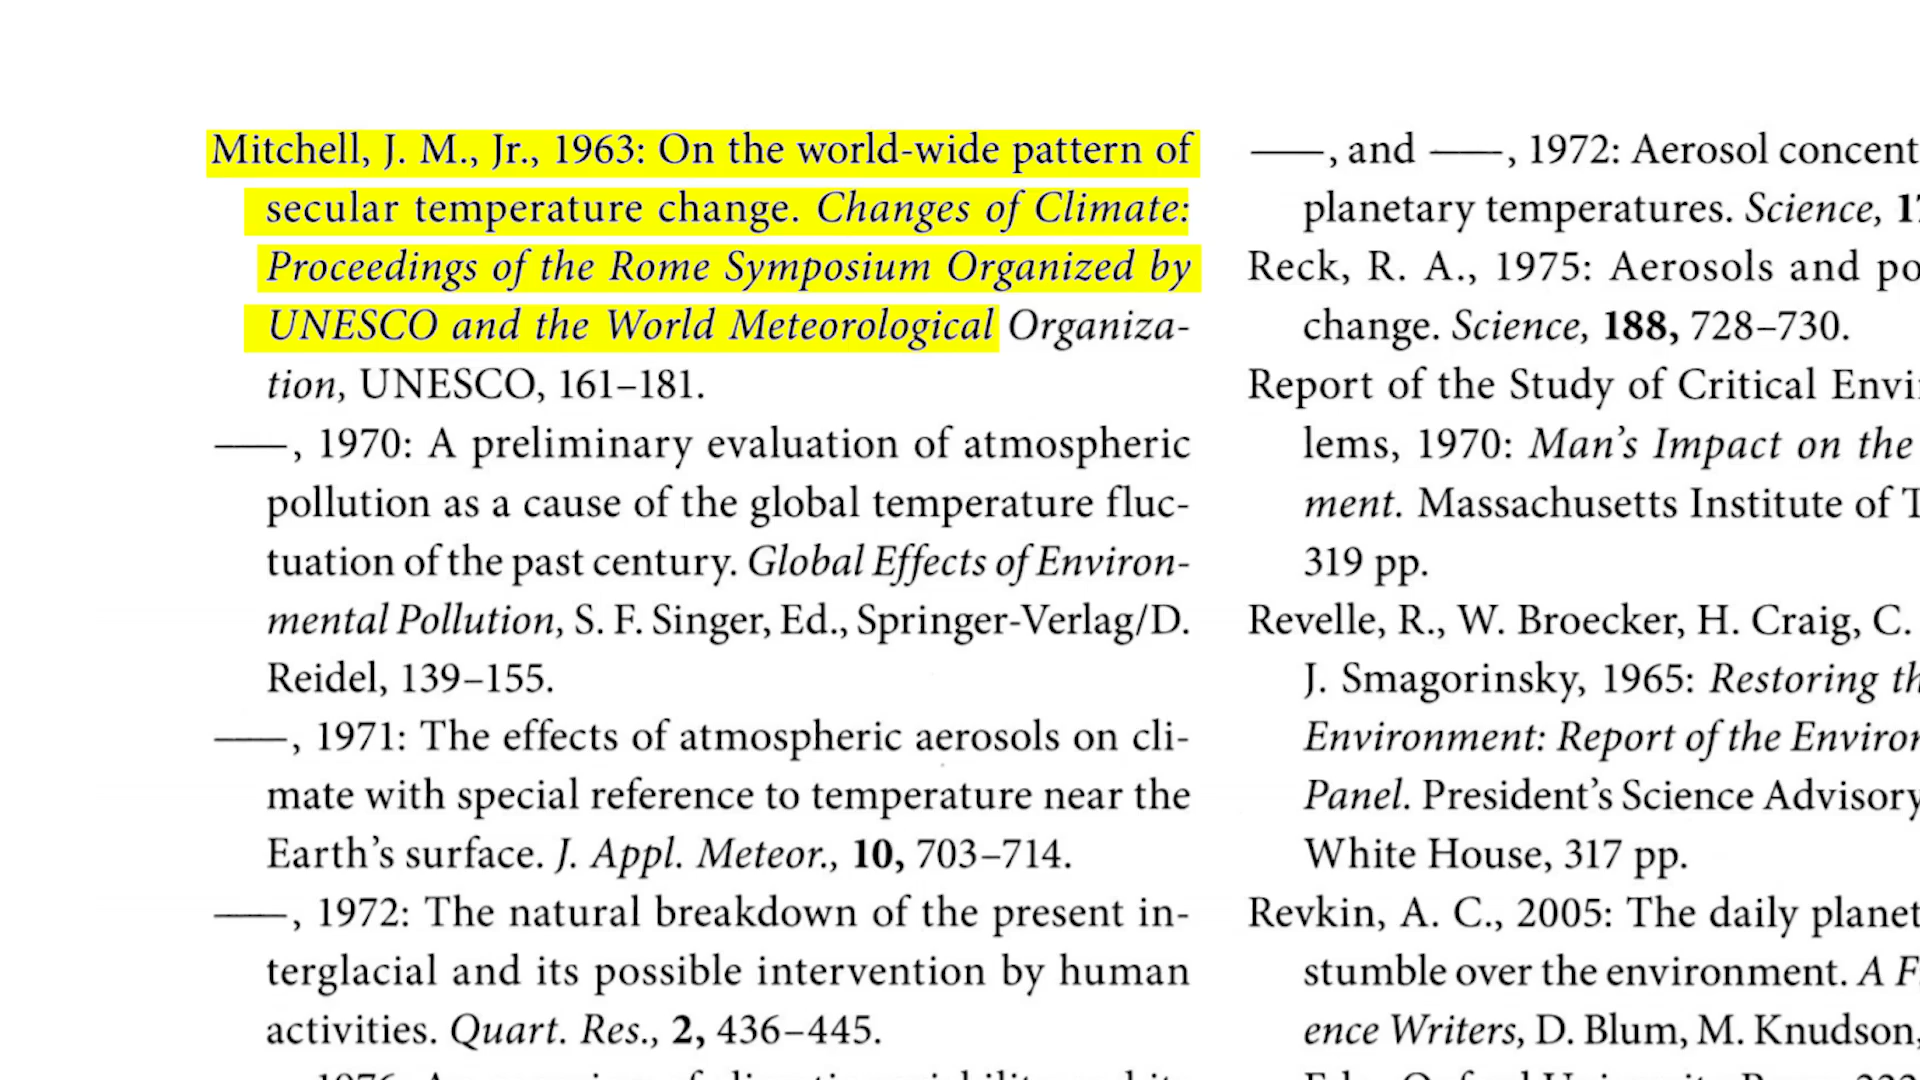 Mitchell, J. M., Jr., 1963: On the world-wide pattern of
secular temperature change. Changes of Climate:
Proceedings of the Rome Symposium Organized by
UNESCO and the World Meteorological Organiza-
tion, UNESCO, 161–181.
——, 1970: A preliminary evaluation of atmospheric
pollution as a cause of the global temperature fluc-
tuation of the past century. Global Effects of Environ-
mental Pollution, S. F. Singer, Ed., Springer-Verlag/D.
Reidel, 139–155.
——, 1971: The effects of atmospheric aerosols on cli-
mate with special reference to temperature near the
Earth’s surface. J. Appl. Meteor., 10, 703–714.
——, 1972: The natural breakdown of the present in-
terglacial and its possible intervention by human
activities. Quart. Res., 2, 436–445.
——, and ——, 1972: Aerosol concent
planetary temperatures. Science,
Reck, R. A., 1975: Aerosols and po
change. Science, 188, 728–730.
Report of the Study of Critical Envi
lems, 1970: Man’s Impact on the
ment. Massachusetts Institute of T
319 pp.
Revelle, R., W. Broecker, H. Craig, C.
J. Smagorinsky, 1965: Restoring th
Environment: Report of the Environ
Panel. President’s Science Advisory
White House, 317 pp.
Revkin, A. C., 2005: The daily planet
stumble over the environment. A F
ence Writers, D. Blum, M. Knudson,